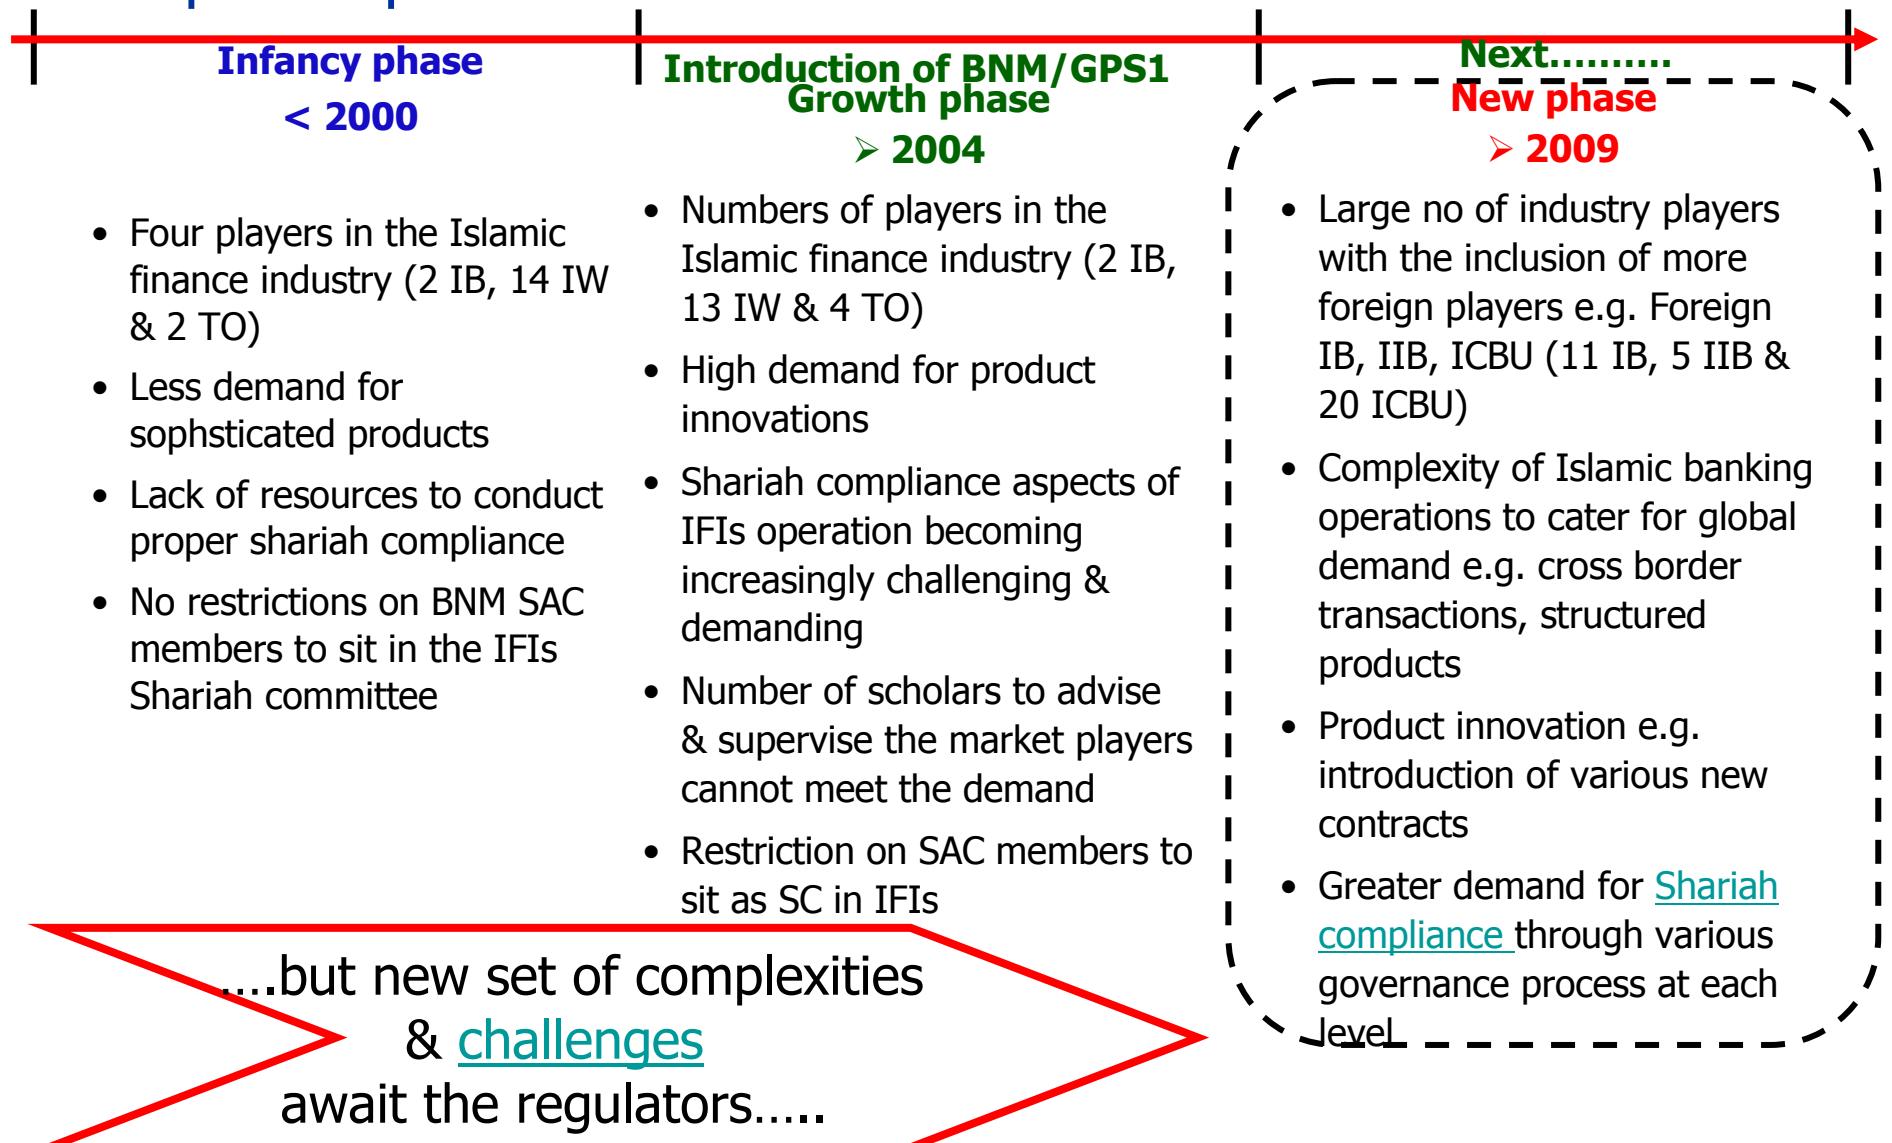 Infancy phase
< 2000
• Four players in the Islamic
finance industry (2 IB, 14 IW
& 2 TO)
• Less demand for
sophsticated products
• Lack of resources to conduct
proper shariah compliance
• No restrictions on BNM SAC
members to sit in the IFIs
Shariah committee
Introduction of BNM/GPS1
Growth phase
➢ 2004
• Numbers of players in the
Islamic finance industry (2 IB,
13 IW & 4 TO)
• High demand for product
innovations
• Shariah compliance aspects of
IFIs operation becoming
increasingly challenging &
demanding
• Number of scholars to advise
& supervise the market players
cannot meet the demand
• Restriction on SAC members to
sit as SC in IFIs
Next……….
New phase
➢ 2009
• Large no of industry players
with the inclusion of more
foreign players e.g. Foreign
IB, IIB, ICBU (11 IB, 5 IIB &
20 ICBU)
• Complexity of Islamic banking
operations to cater for global
demand e.g. cross border
transactions, structured
products
• Product innovation e.g.
introduction of various new
contracts
• Greater demand for Shariah
compliance through various
governance process at each
level
….but new set of complexities
& challenges
await the regulators…..